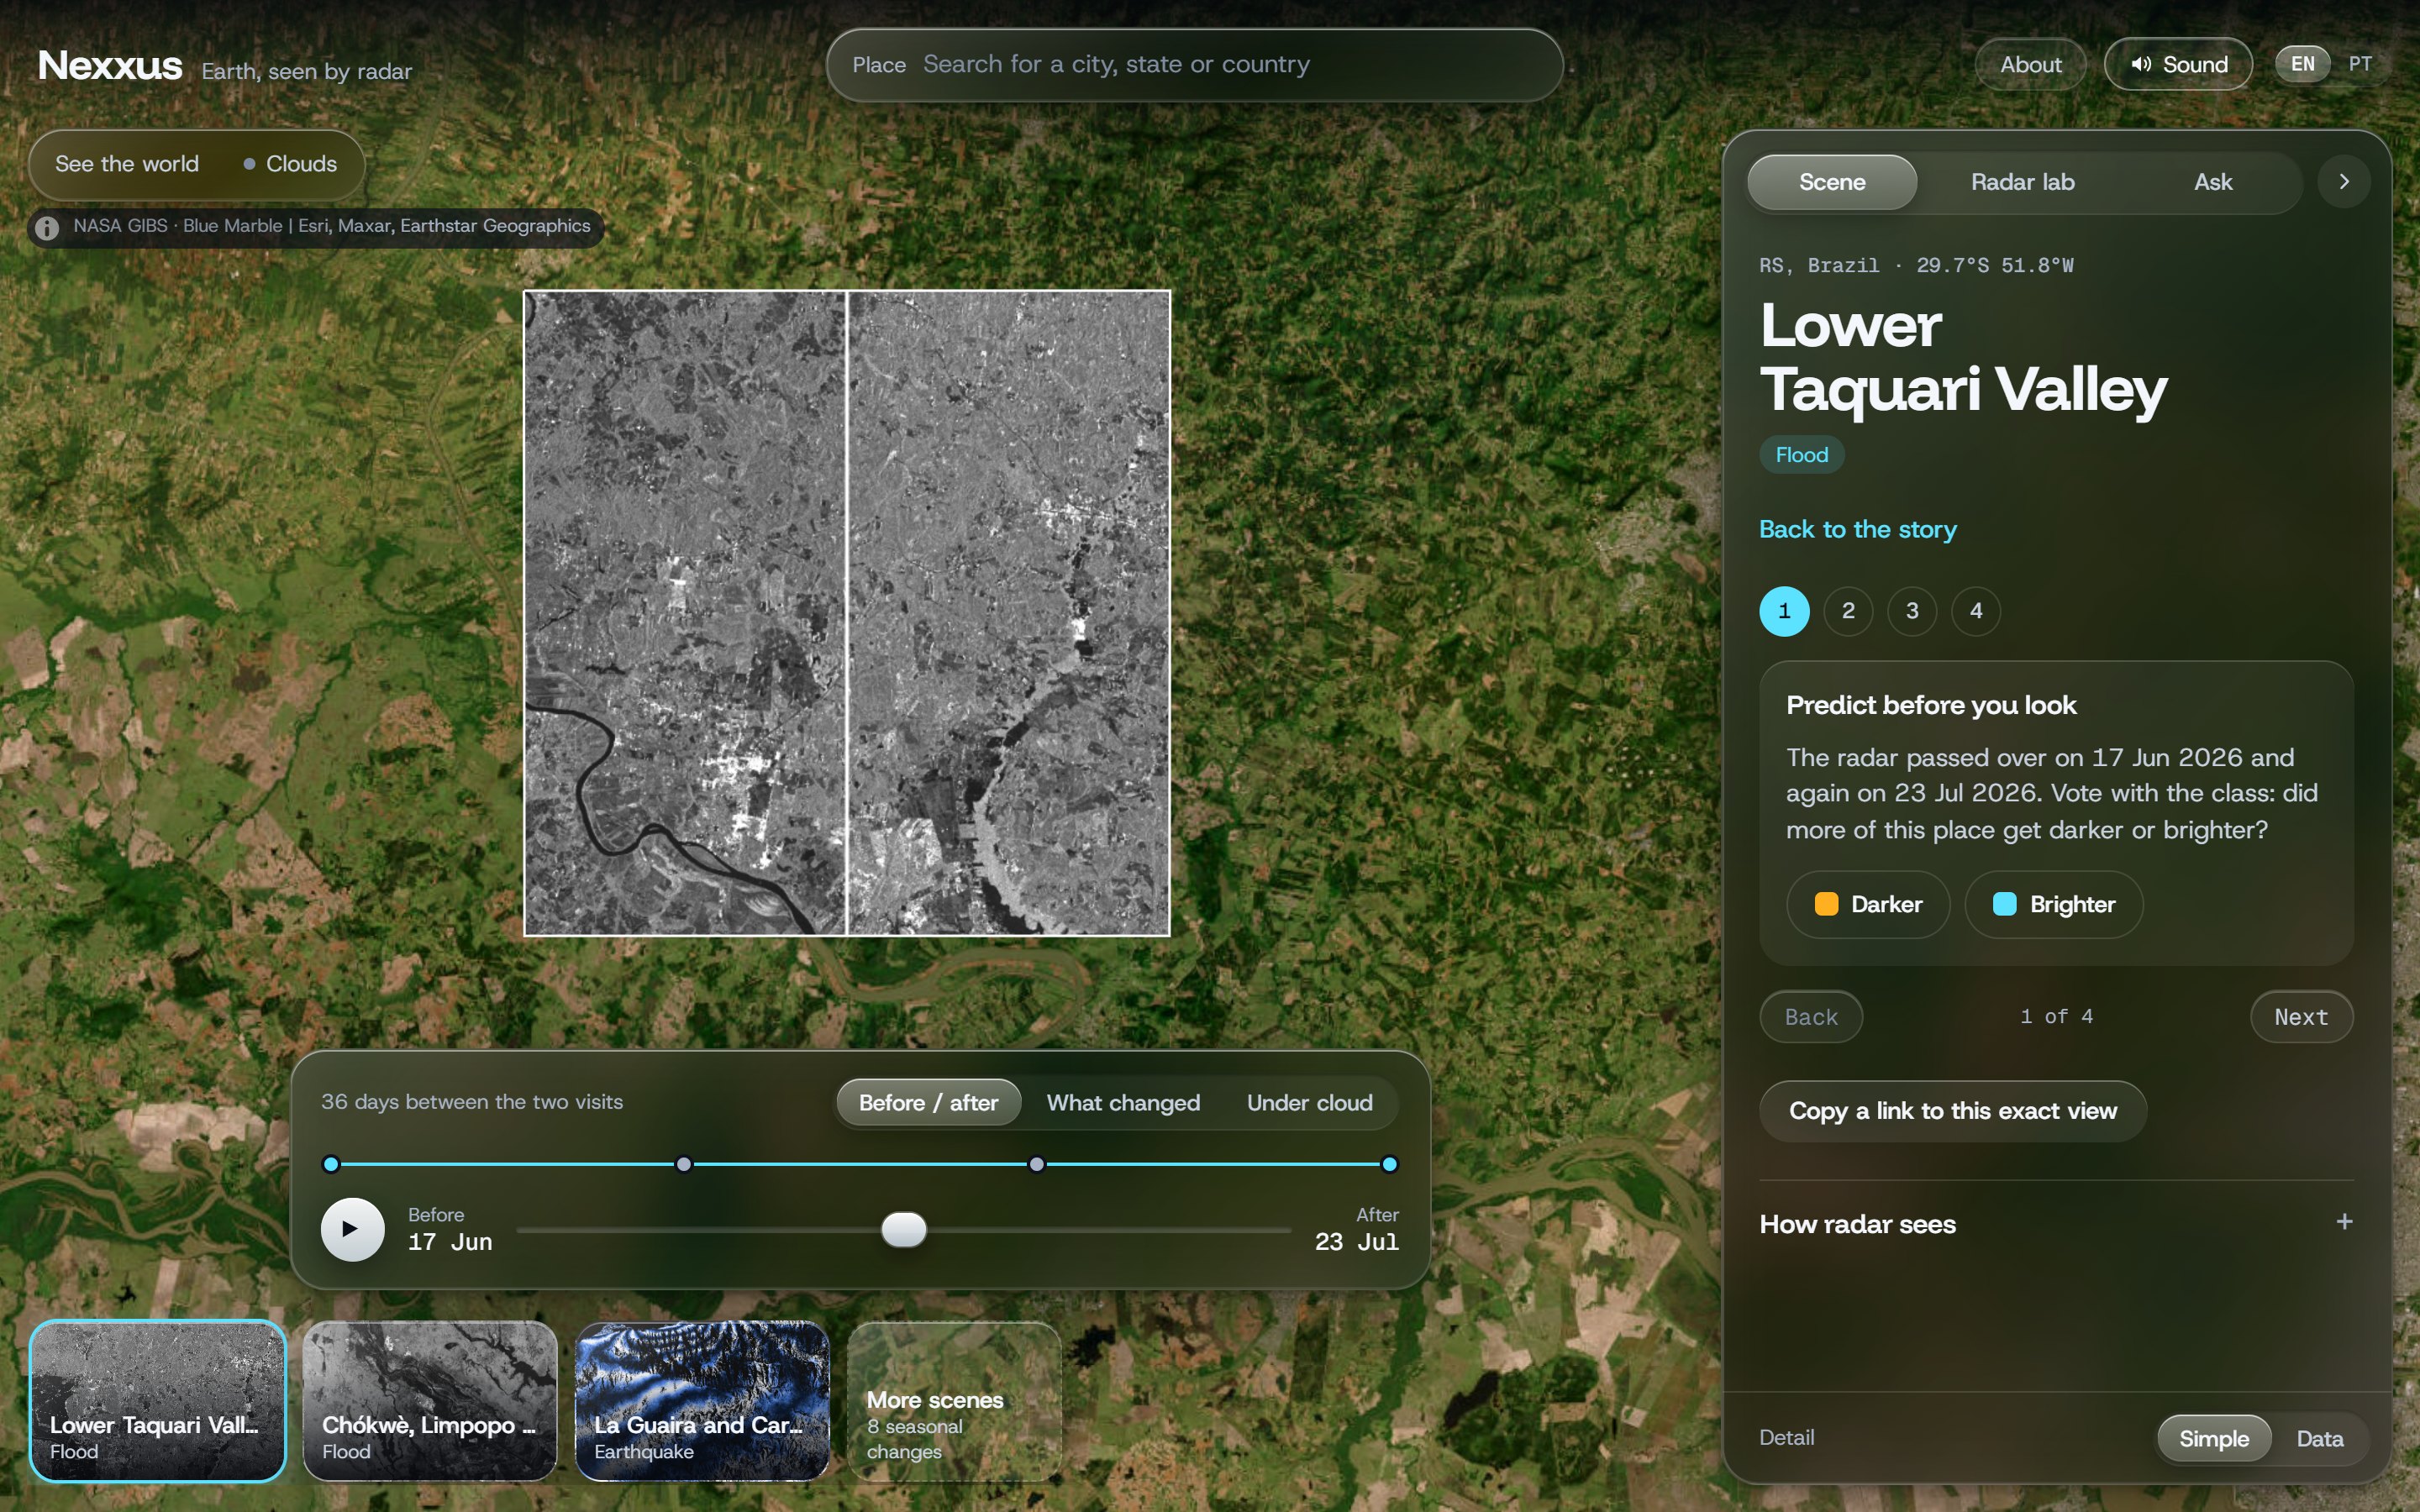 Nexxus
Earth, seen by radar
Place
Search for a city, state or country
About
Sound
EN
PT
See the world
Clouds
NASA GIBS · Blue Marble | Esri, Maxar, Earthstar Geographics
Scene
Radar lab
Ask
RS, Brazil · 29.7°S 51.8°W
Lower
Taquari Valley
Flood
Back to the story
1
2
3
4
Predict before you look
The radar passed over on 17 Jun 2026 and
again on 23 Jul 2026. Vote with the class: did
more of this place get darker or brighter?
Darker
Brighter
Back
1 of 4
Next
Copy a link to this exact view
How radar sees
+
Detail
Simple
Data
36 days between the two visits
Before / after
What changed
Under cloud
Before
17 Jun
After
23 Jul
Lower Taquari Vall...
Flood
Chókwè, Limpopo ...
Flood
La Guaira and Car...
Earthquake
More scenes
8 seasonal
changes